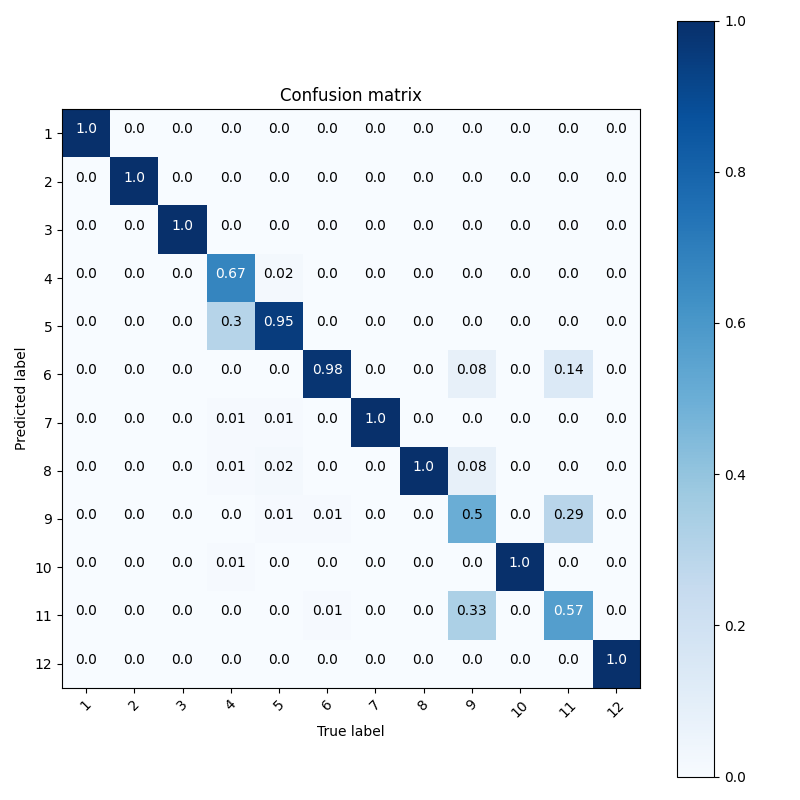 Confusion matrix
1 1.0 0.0 0.0 0.0 0.0 0.0 0.0 0.0 0.0 0.0 0.0 0.0
2 0.0 1.0 0.0 0.0 0.0 0.0 0.0 0.0 0.0 0.0 0.0 0.0
3 0.0 0.0 1.0 0.0 0.0 0.0 0.0 0.0 0.0 0.0 0.0 0.0
4 0.0 0.0 0.0 0.67 0.02 0.0 0.0 0.0 0.0 0.0 0.0 0.0
5 0.0 0.0 0.0 0.3 0.95 0.0 0.0 0.0 0.0 0.0 0.0 0.0
6 0.0 0.0 0.0 0.0 0.0 0.98 0.0 0.0 0.08 0.0 0.14 0.0
7 0.0 0.0 0.0 0.01 0.01 0.0 1.0 0.0 0.0 0.0 0.0 0.0
8 0.0 0.0 0.0 0.01 0.02 0.0 0.0 1.0 0.08 0.0 0.0 0.0
9 0.0 0.0 0.0 0.0 0.01 0.01 0.0 0.0 0.5 0.0 0.29 0.0
10 0.0 0.0 0.0 0.01 0.0 0.0 0.0 0.0 0.0 1.0 0.0 0.0
11 0.0 0.0 0.0 0.0 0.0 0.01 0.0 0.0 0.33 0.0 0.57 0.0
12 0.0 0.0 0.0 0.0 0.0 0.0 0.0 0.0 0.0 0.0 0.0 1.0
1 2 3 4 5 6 7 8 9 10 11 12
True label
Predicted label
1.0
0.8
0.6
0.4
0.2
0.0